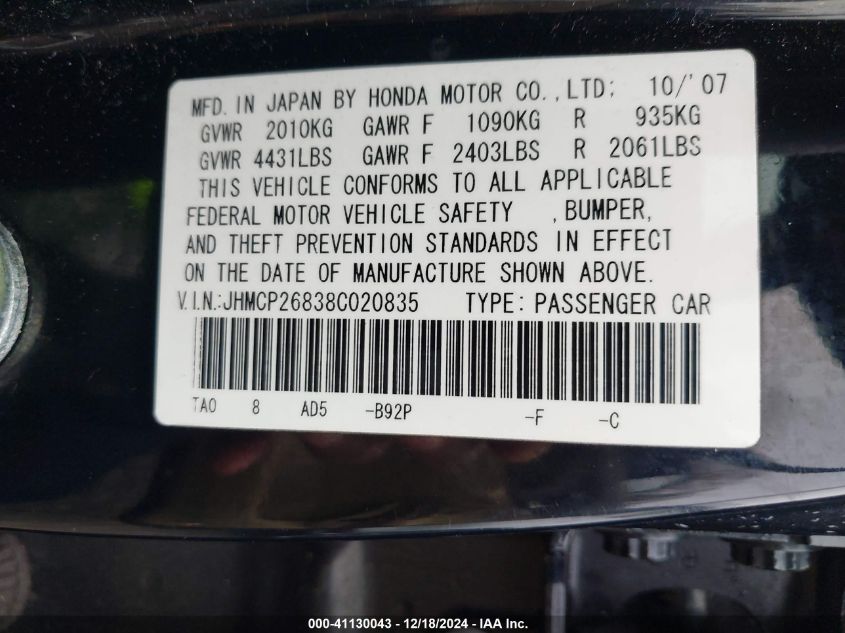 MFD. IN JAPAN BY HONDA MOTOR CO.,LTD: 10/'07
GVWR 2010KG GAWR F 1090KG R 935KG
GVWR 4431LBS GAWR F 2403LBS R 2061LBS
THIS VEHICLE CONFORMS TO ALL APPLICABLE
FEDERAL MOTOR VEHICLE SAFETY , BUMPER,
AND THEFT PREVENTION STANDARDS IN EFFECT
ON THE DATE OF MANUFACTURE SHOWN ABOVE.
V.I.N.:JHMCP26838C020835 TYPE: PASSENGER CAR
TA0 8 AD5 -B92P -F -C
000-41130043 - 12/18/2024 - IAA Inc.